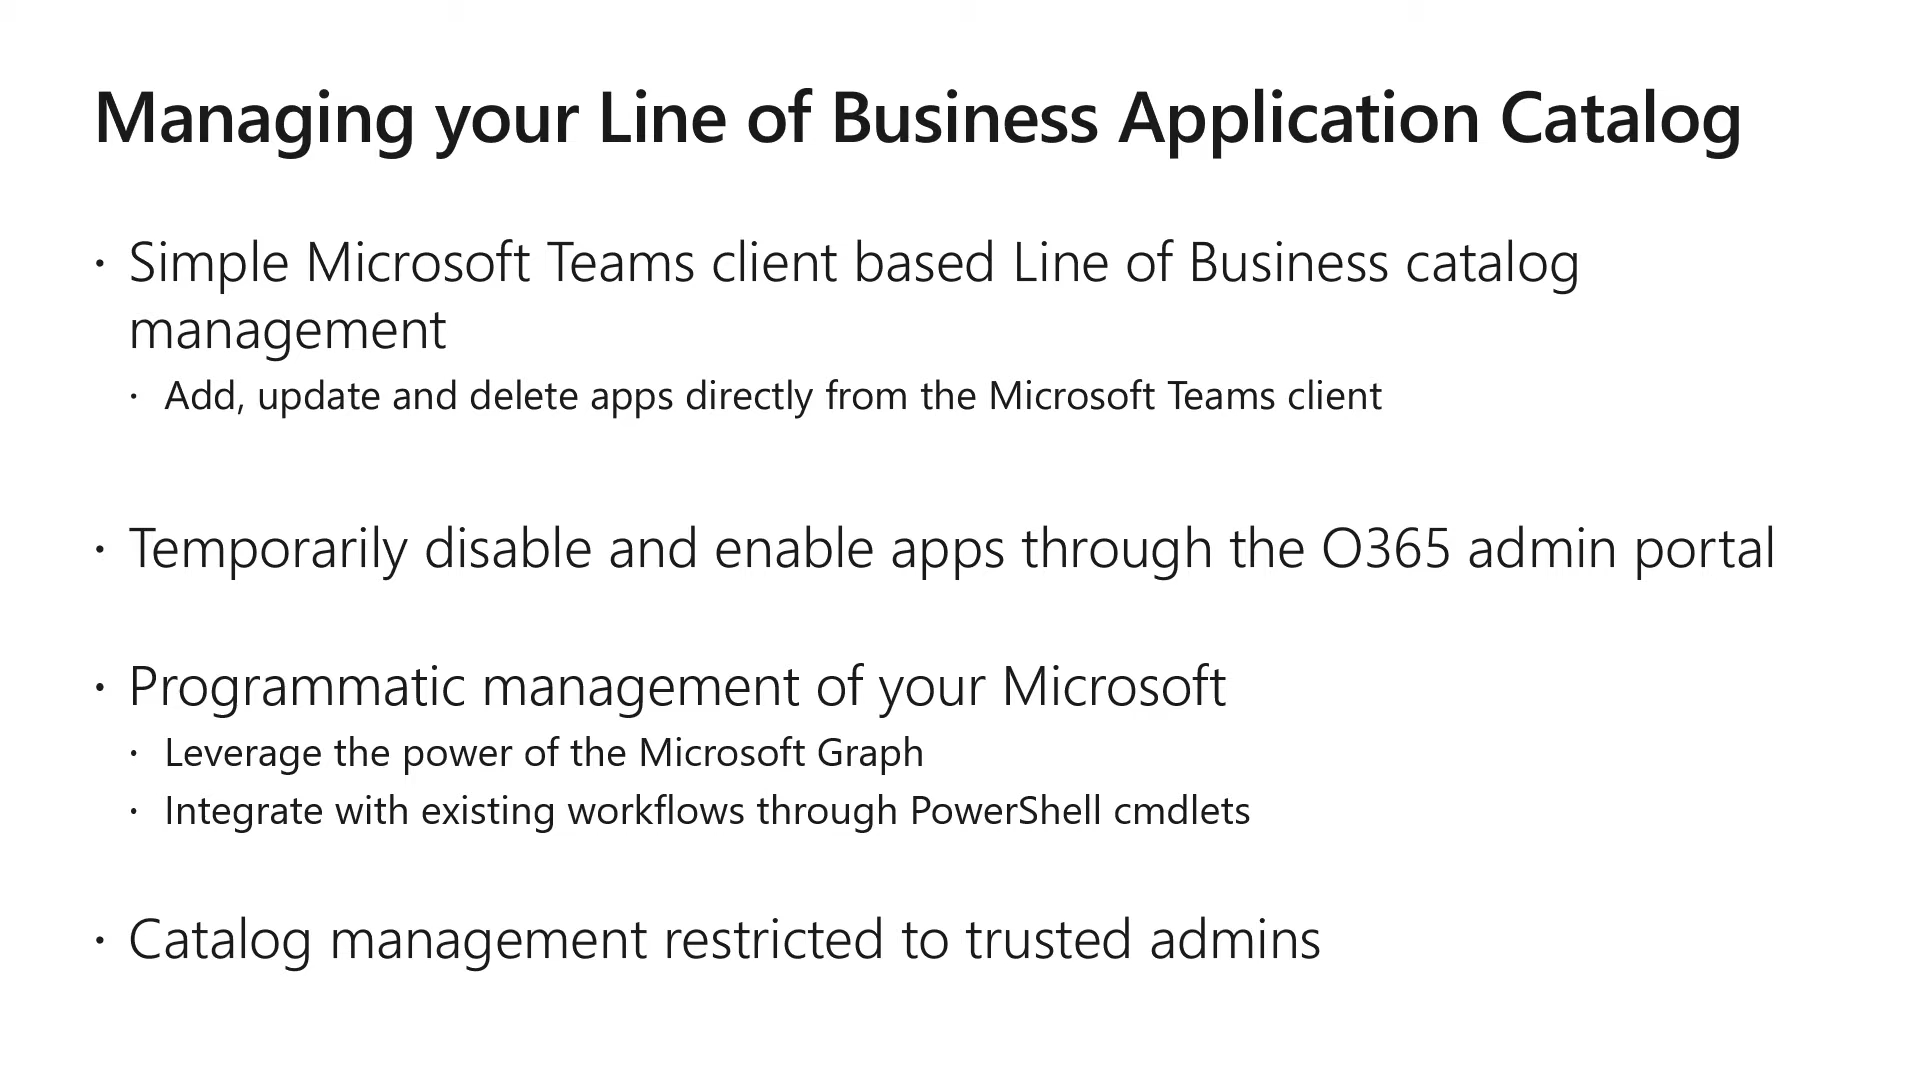 Managing your Line of Business Application Catalog
· Simple Microsoft Teams client based Line of Business catalog
management
· Add, update and delete apps directly from the Microsoft Teams client
· Temporarily disable and enable apps through the O365 admin portal
· Programmatic management of your Microsoft
· Leverage the power of the Microsoft Graph
· Integrate with existing workflows through PowerShell cmdlets
· Catalog management restricted to trusted admins